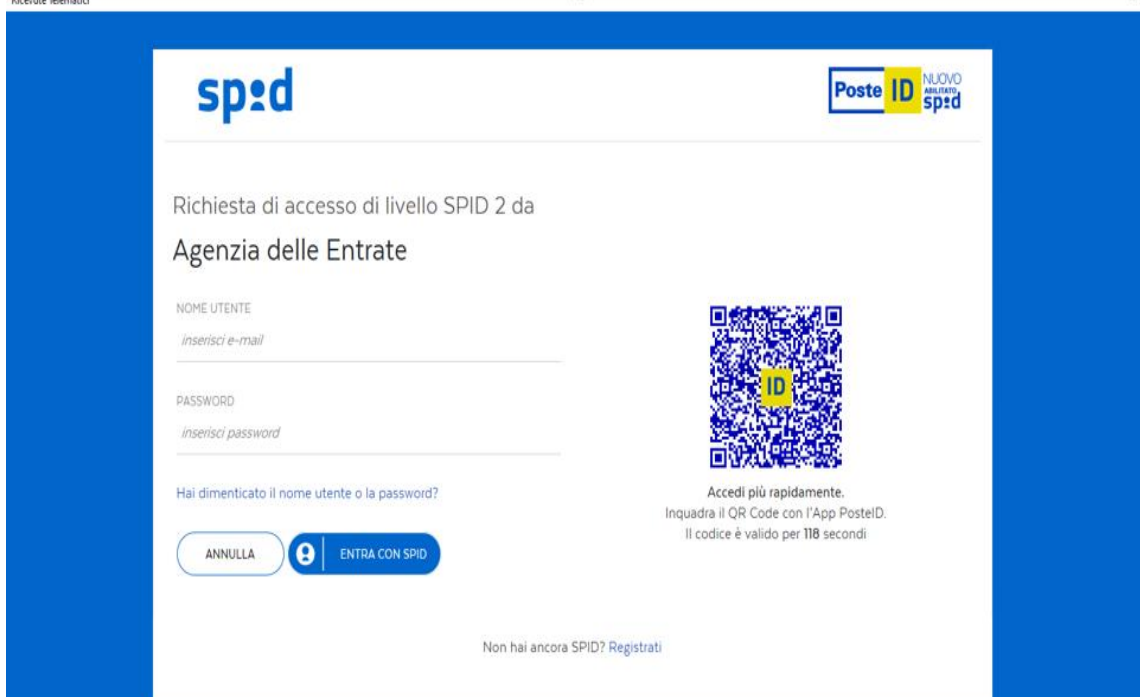 Ricevute Telematici
spid
Poste ID NUOVO
ABILITATO
spid
Richiesta di accesso di livello SPID 2 da
Agenzia delle Entrate
NOME UTENTE
inserisci e-mail
PASSWORD
inserisci password
Hai dimenticato il nome utente o la password?
ANNULLA
ENTRA CON SPID
ID
Accedi più rapidamente.
Inquadra il QR Code con l'App PosteID.
Il codice è valido per 118 secondi
Non hai ancora SPID? Registrati